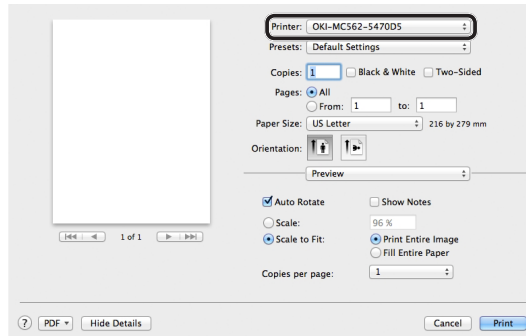 Printer: OKI-MC562-5470D5
Presets: Default Settings
Copies: 1 Black & White Two-Sided
Pages: All
From: 1 to: 1
Paper Size: US Letter 216 by 279 mm
Orientation:
Preview
Auto Rotate Show Notes
Scale: 96 %
Scale to Fit: Print Entire Image
Fill Entire Paper
Copies per page: 1
1 of 1
? PDF Hide Details Cancel Print